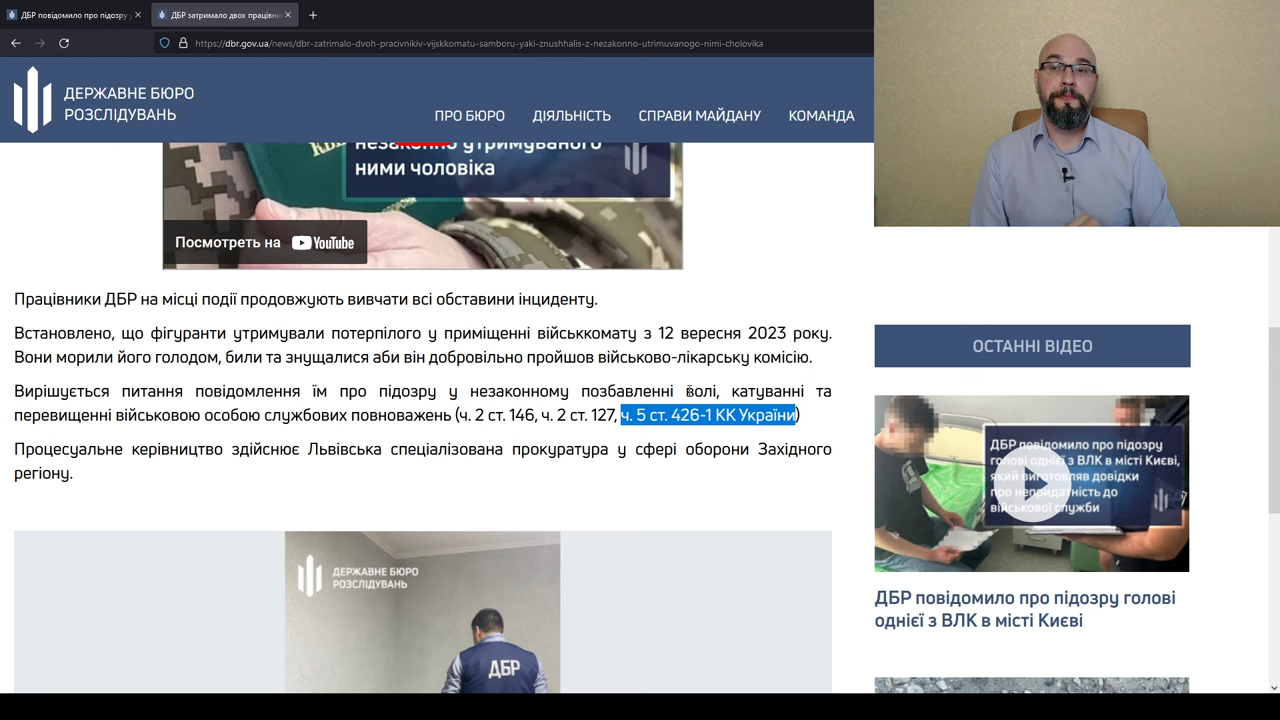 ДБР повідомило про підозру
ДБР затримало двох праців
https://dbr.gov.ua/news/dbr-zatrimalo-dvoh-pracivnikiv-vijskkomatu-samboru-yaki-znushhalis-z-nezakonno-utrimuvanogo-nimi-cholovika
ДЕРЖАВНЕ БЮРО
РОЗСЛІДУВАНЬ
ПРО БЮРО
ДІЯЛЬНІСТЬ
СПРАВИ МАЙДАНУ
КОМАНДА
незаконно утримуваного
ними чоловіка
Посмотреть на YouTube
Працівники ДБР на місці події продовжують вивчати всі обставини інциденту.
Встановлено, що фігуранти утримували потерпілого у приміщенні військкомату з 12 вересня 2023 року.
Вони морили його голодом, били та знущалися аби він добровільно пройшов військово-лікарську комісію.
Вирішується питання повідомлення їм про підозру у незаконному позбавленні волі, катуванні та
перевищенні військовою особою службових повноважень (ч. 2 ст. 146, ч. 2 ст. 127, ч. 5 ст. 426-1 КК України)
Процесуальне керівництво здійснює Львівська спеціалізована прокуратура у сфері оборони Західного
регіону.
ДЕРЖАВНЕ БЮРО
РОЗСЛІДУВАНЬ
ДБР
ОСТАННІ ВІДЕО
ДБР повідомило про підозру
голові однієї з ВЛК в місті Києві,
який виготовляв довідки
про непридатність до
військової служби
ДБР повідомило про підозру голові
однієї з ВЛК в місті Києві